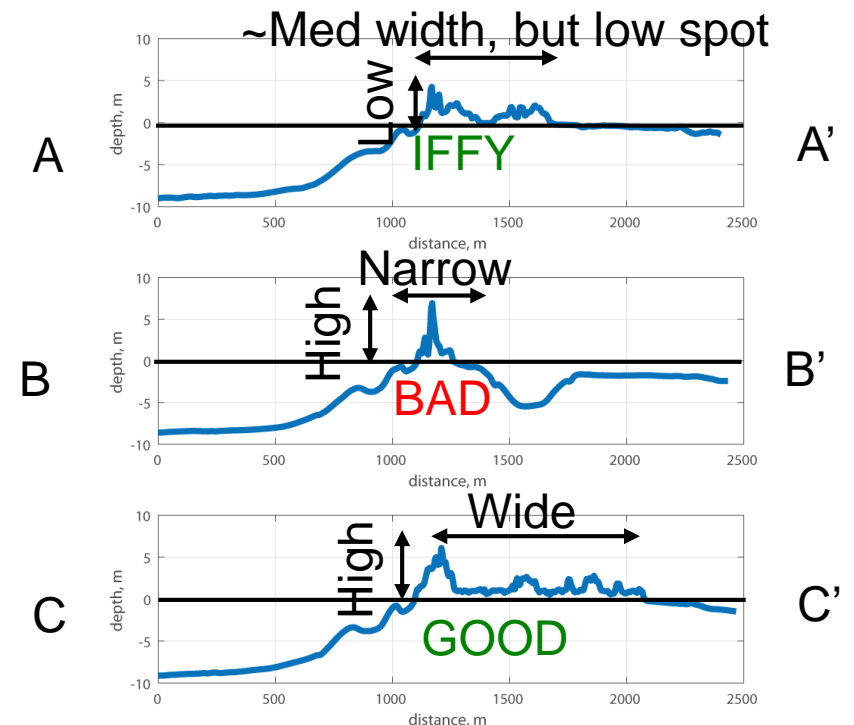 ~Med width, but low spot
10
5
0
-5
-10
depth, m
Low
IFFY
A
A’
0 500 1000 1500 2000 2500
distance, m
Narrow
10
5
0
-5
-10
depth, m
High
BAD
B
B’
0 500 1000 1500 2000 2500
distance, m
Wide
10
5
0
-5
-10
depth, m
High
GOOD
C
C’
0 500 1000 1500 2000 2500
distance, m